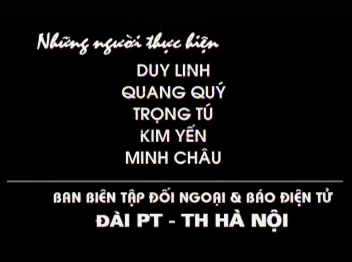 Những người thực hiện
DUY LINH
QUANG QUÝ
TRỌNG TÚ
KIM YẾN
MINH CHÂU
BAN BIÊN TẬP ĐỐI NGOẠI & BÁO ĐIỆN TỬ
ĐÀI PT - TH HÀ NỘI